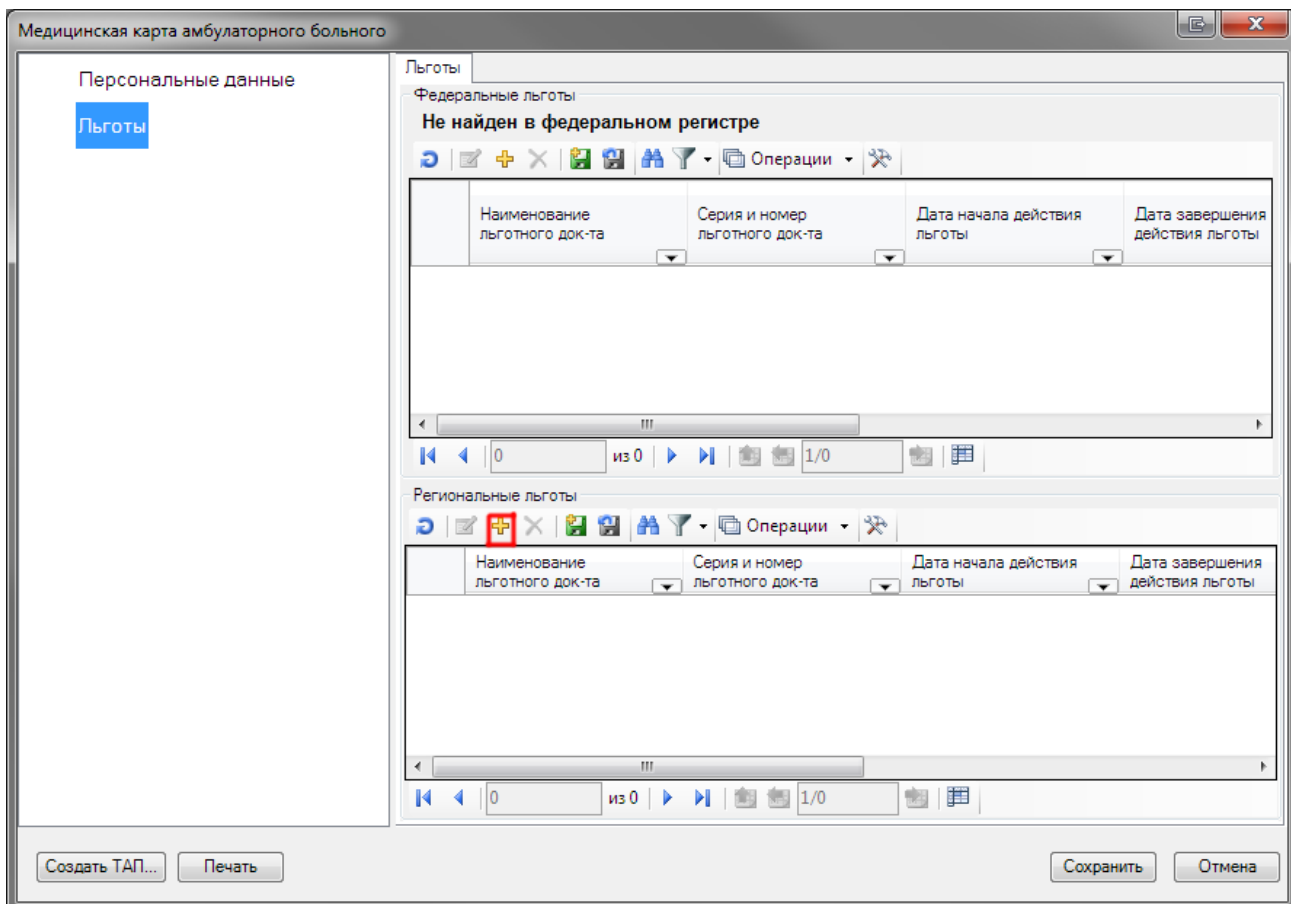 Медицинская карта амбулаторного больного
Персональные данные
Льготы
Льготы
Федеральные льготы
Не найден в федеральном регистре
Операции
Наименование льготного док-та
Серия и номер льготного док-та
Дата начала действия льготы
Дата завершения действия льготы
0 из 0 1/0
Региональные льготы
Операции
Наименование льготного док-та
Серия и номер льготного док-та
Дата начала действия льготы
Дата завершения действия льготы
0 из 0 1/0
Создать ТАП... Печать Сохранить Отмена